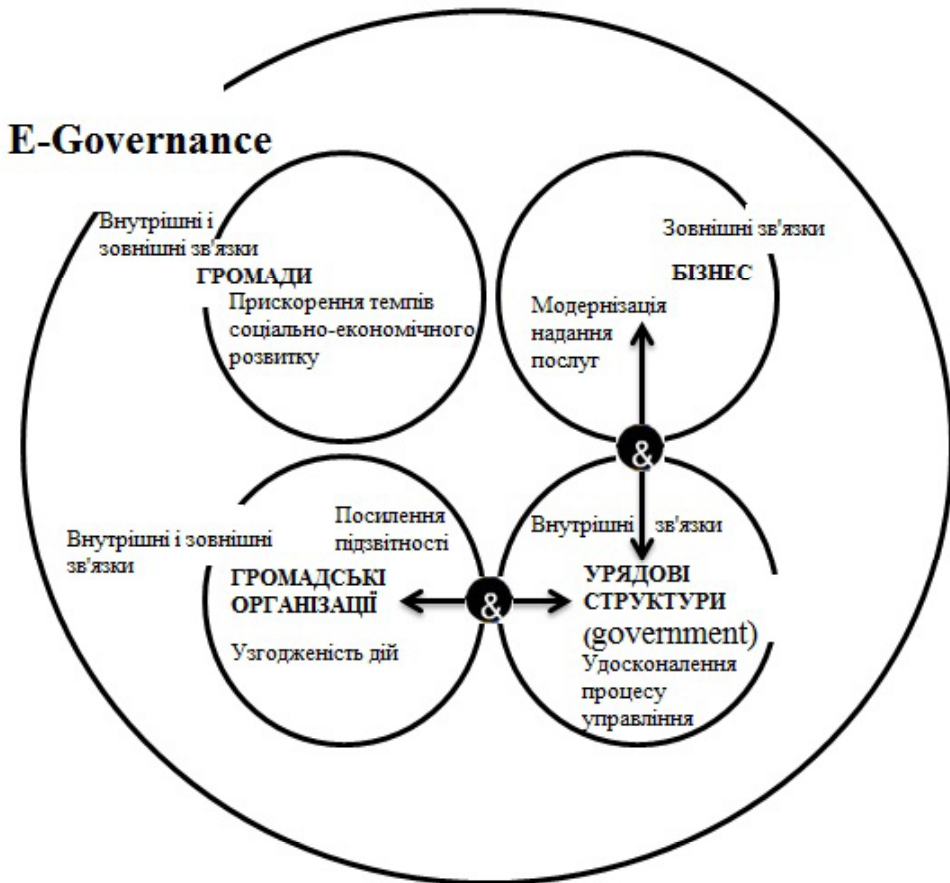 E-Governance
Внутрішні і
зовнішні зв'язки
ГРОМАДИ
Прискорення темпів
соціально-економічного
розвитку
Зовнішні зв'язки
БІЗНЕС
Модернізація
надання
послуг
&
Внутрішні і зовнішні
зв'язки
Посилення
підзвітності
ГРОМАДСЬКІ
ОРГАНІЗАЦІЇ
Узгодженість дій
&
Внутрішні зв'язки
УРЯДОВІ
СТРУКТУРИ
(government)
Удосконалення
процесу
управління